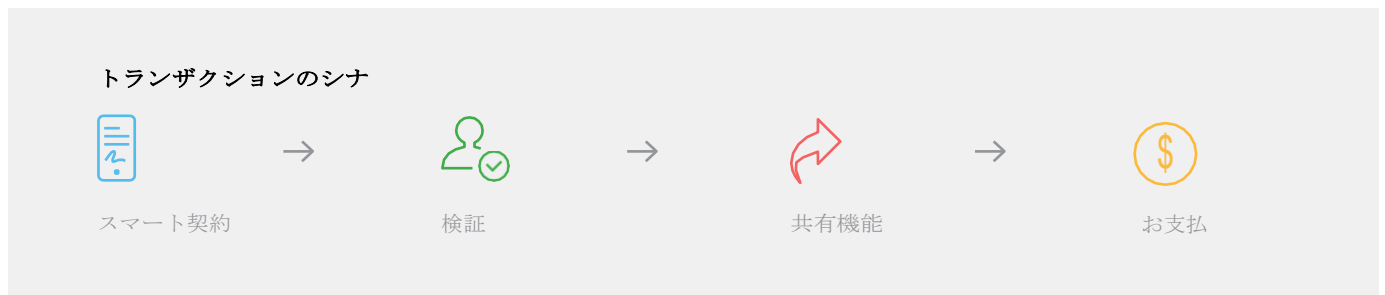 トランザクションのシナ
スマート契約
検証
共有機能
お支払